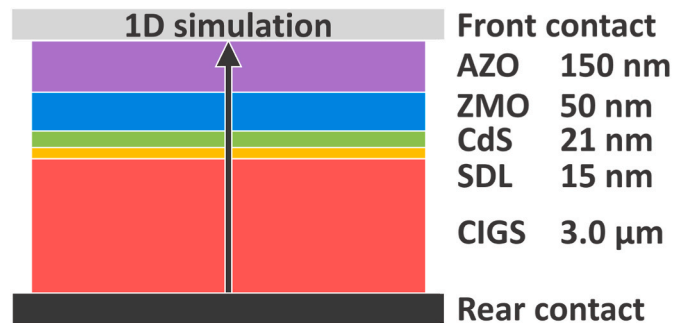 1D simulation
Front contact
AZO 150 nm
ZMO 50 nm
CdS 21 nm
SDL 15 nm
CIGS 3.0 µm
Rear contact